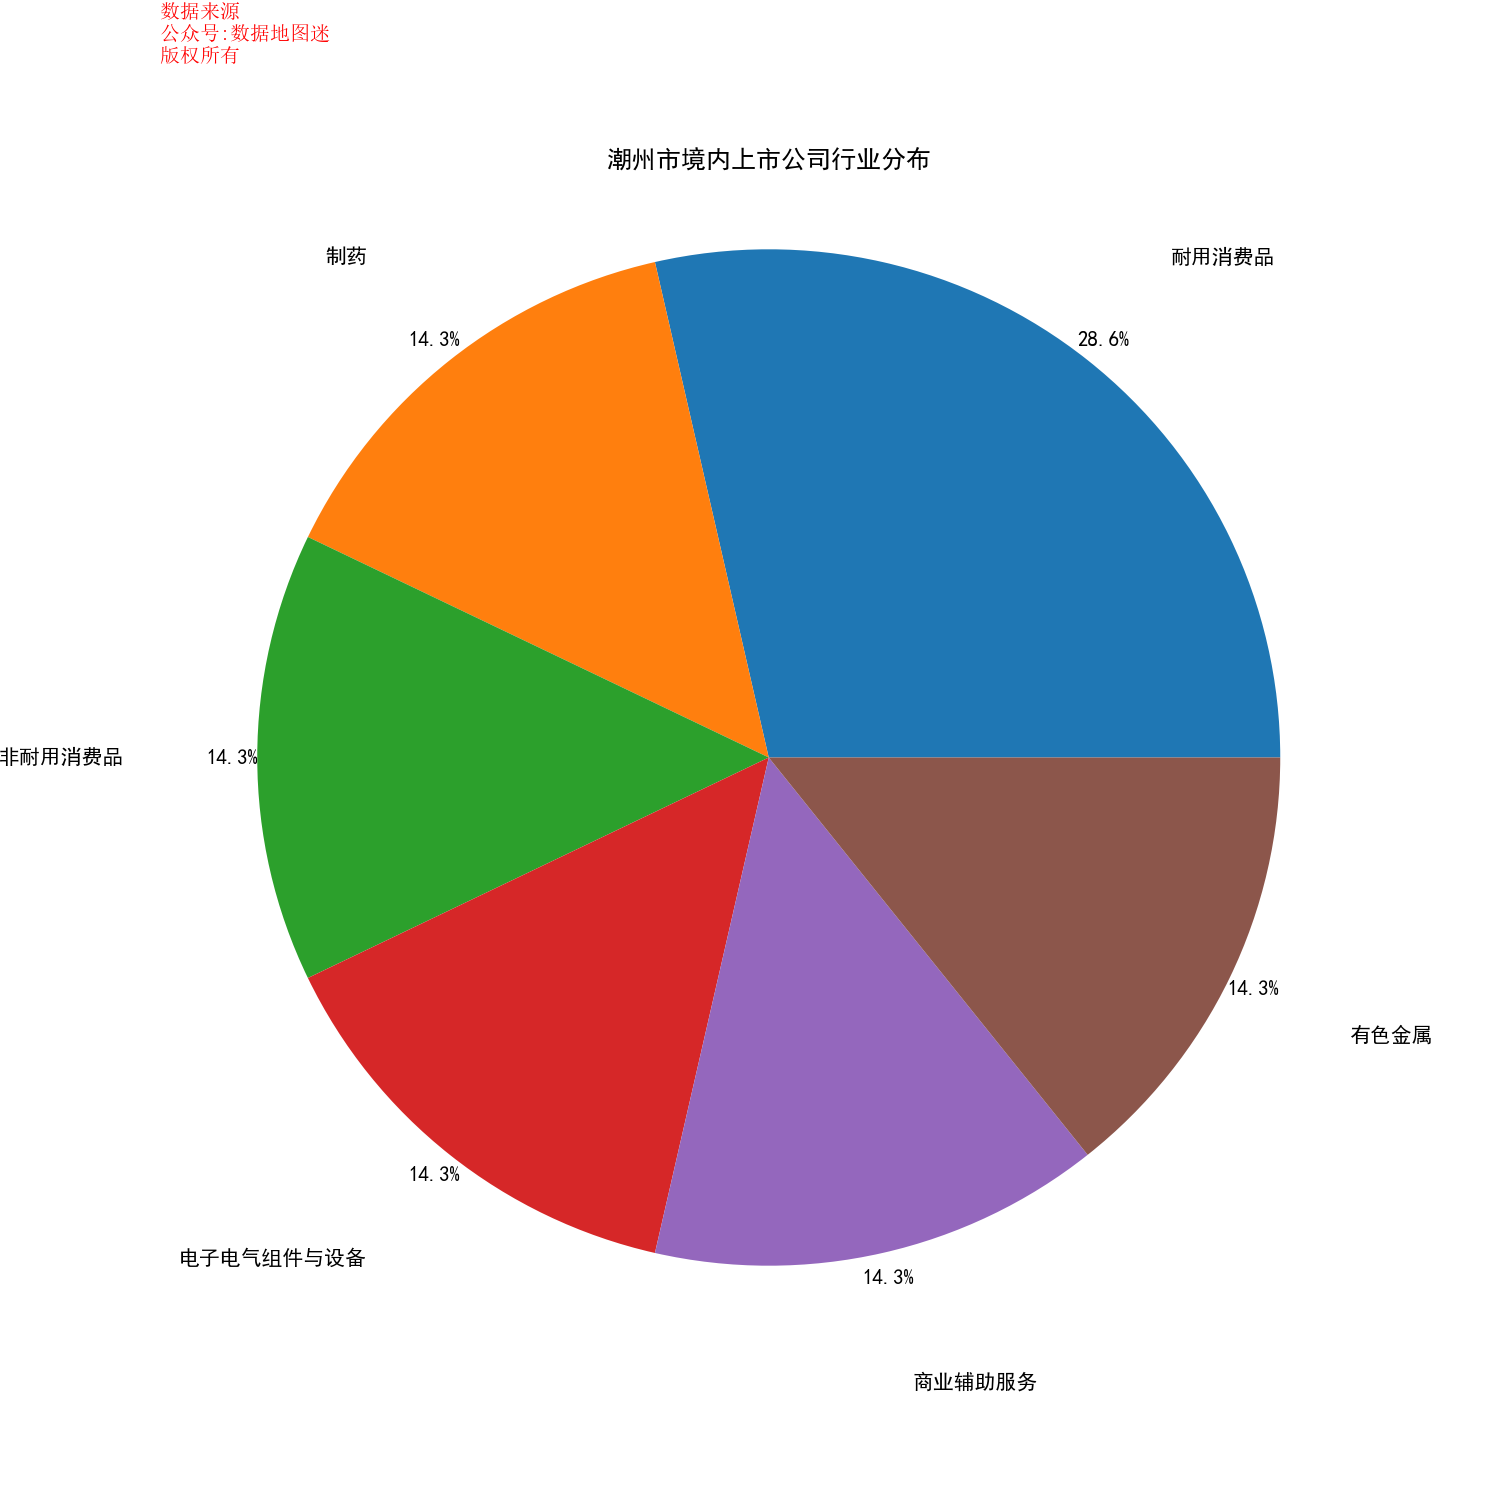 数据来源
公众号:数据地图迷
版权所有
潮州市境内上市公司行业分布
制药
耐用消费品
14.3%
28.6%
非耐用消费品
14.3%
14.3%
有色金属
14.3%
电子电气组件与设备
14.3%
商业辅助服务